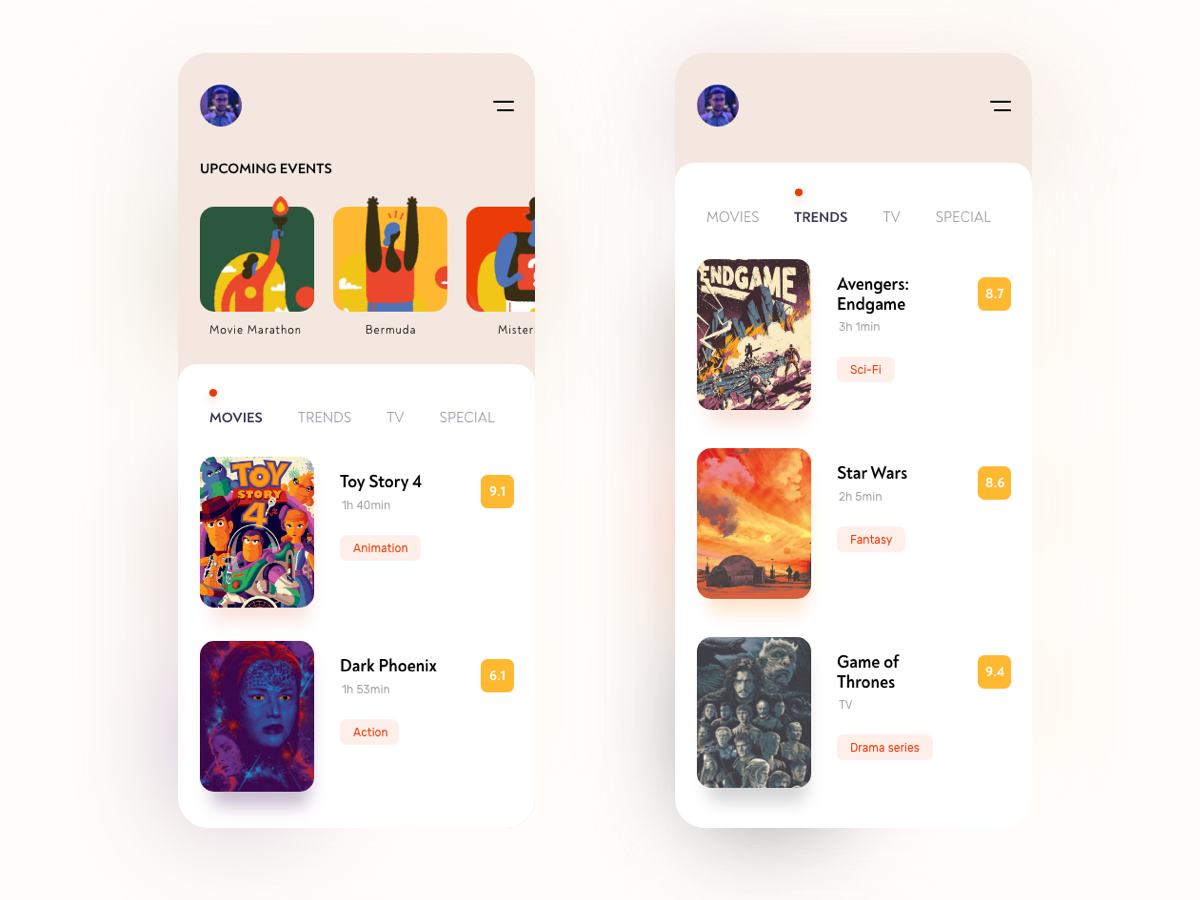 UPCOMING EVENTS
Movie Marathon
Bermuda
Mister
MOVIES
TRENDS
TV
SPECIAL
TOY
STORY
4
Toy Story 4
1h 40min
Animation
9.1
Dark Phoenix
1h 53min
Action
6.1
MOVIES
TRENDS
TV
SPECIAL
ENDGAME
Avengers:
Endgame
3h 1min
Sci-Fi
8.7
Star Wars
2h 5min
Fantasy
8.6
Game of
Thrones
TV
Drama series
9.4